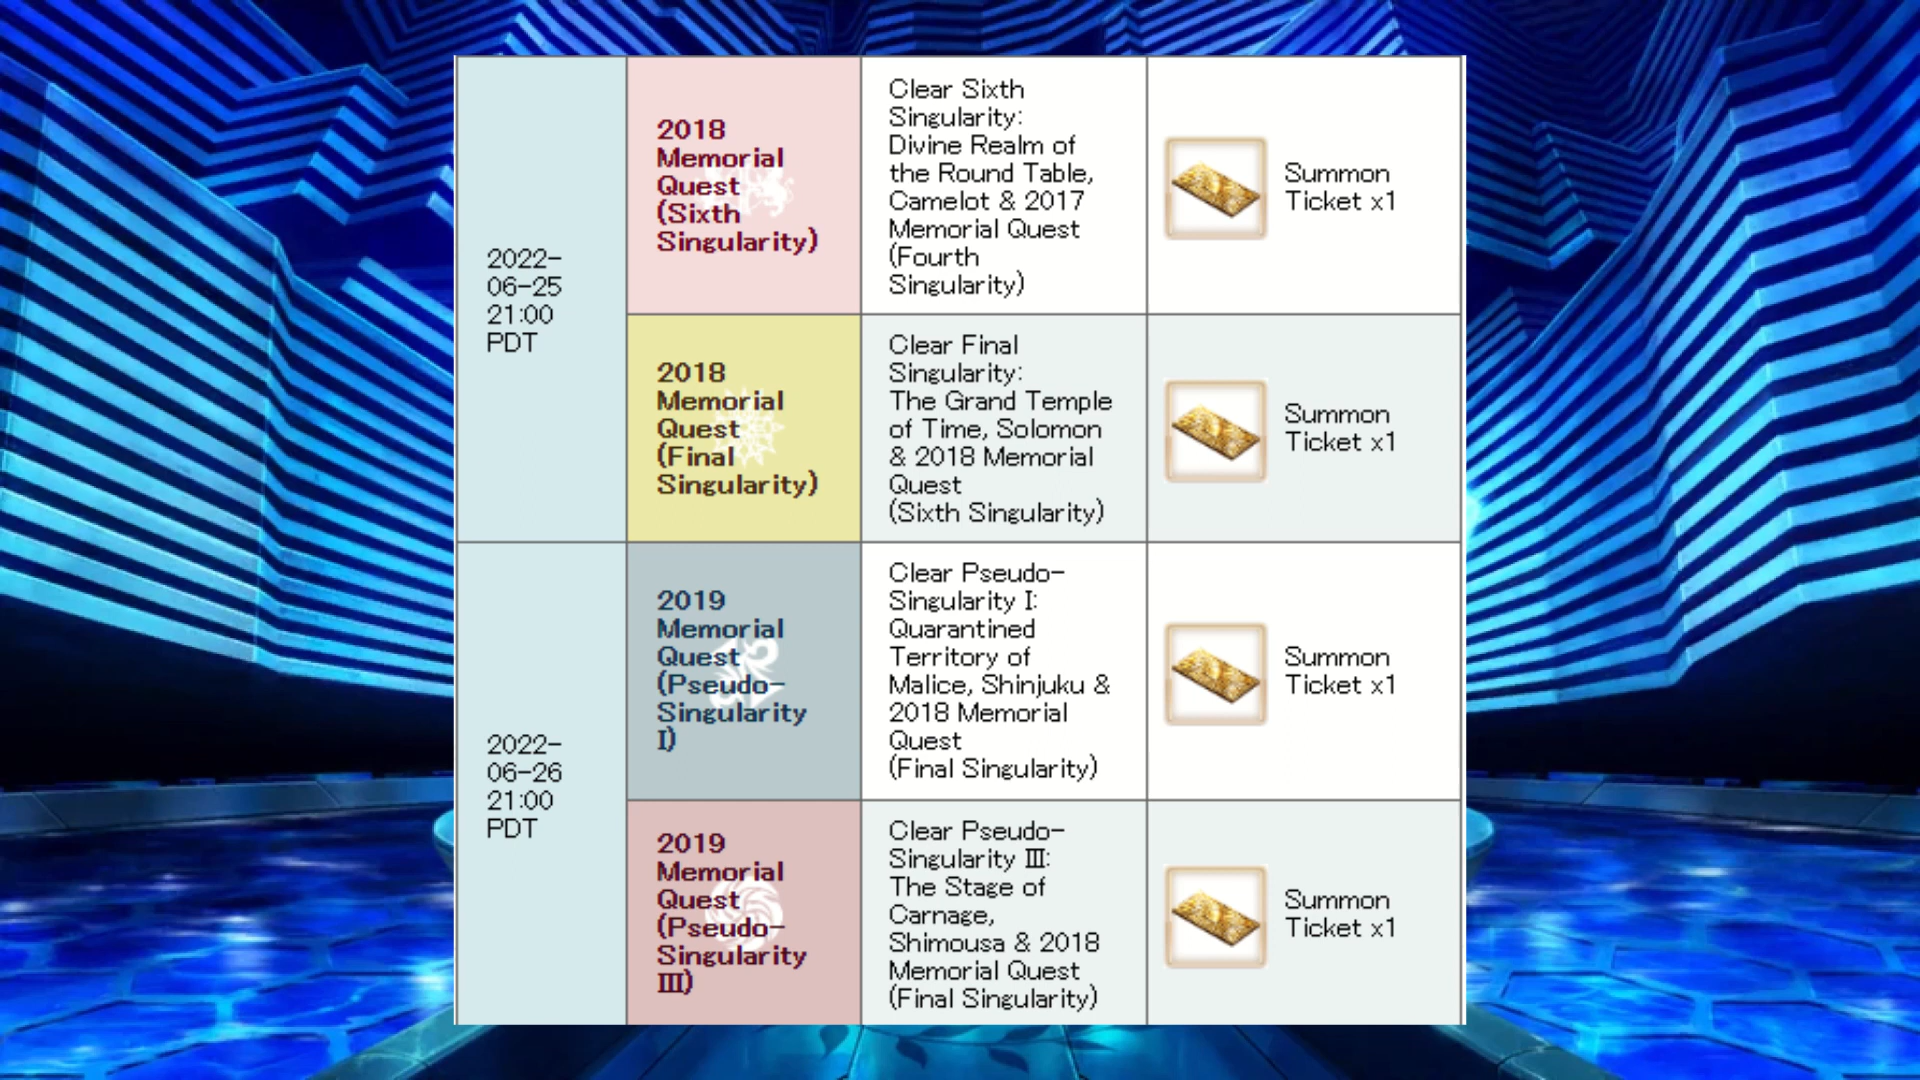 2022-
06-25
21:00
PDT
2018
Memorial
Quest
(Sixth
Singularity)
Clear Sixth
Singularity:
Divine Realm of
the Round Table,
Camelot & 2017
Memorial Quest
(Fourth
Singularity)
Summon
Ticket x1
2018
Memorial
Quest
(Final
Singularity)
Clear Final
Singularity:
The Grand Temple
of Time, Solomon
& 2018 Memorial
Quest
(Sixth Singularity)
Summon
Ticket x1
2022-
06-26
21:00
PDT
2019
Memorial
Quest
(Pseudo-
Singularity
I)
Clear Pseudo-
Singularity I:
Quarantined
Territory of
Malice, Shinjuku &
2018 Memorial
Quest
(Final Singularity)
Summon
Ticket x1
2019
Memorial
Quest
(Pseudo-
Singularity
III)
Clear Pseudo-
Singularity III:
The Stage of
Carnage,
Shimousa & 2018
Memorial Quest
(Final Singularity)
Summon
Ticket x1